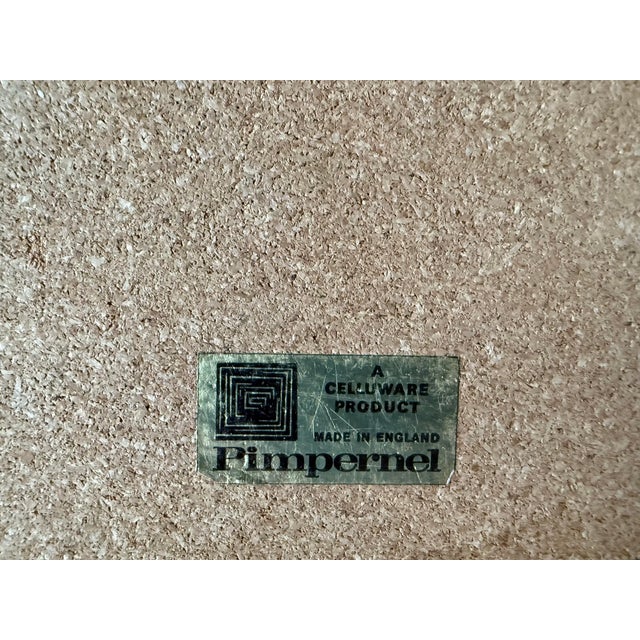 A
CELLUWARE
PRODUCT
MADE IN ENGLAND
Pimpernel